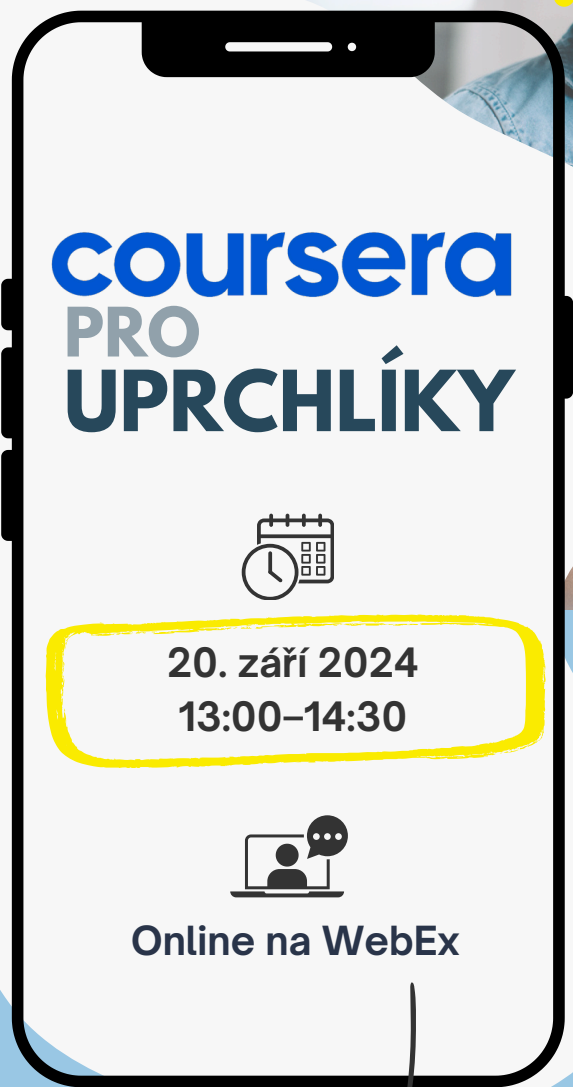 coursera
PRO
UPRCHLÍKY
20. září 2024
13:00–14:30
Online na WebEx